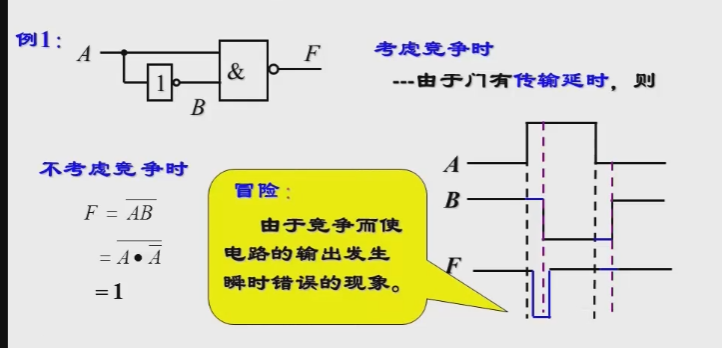 例1：
A
1
B
&
F
考虑竞争时
---由于门有传输延时，则
不考虑竞争时
F = \overline{AB}
= \overline{A • \overline{A}}
= 1
冒险：
由于竞争而使
电路的输出发生
瞬时错误的现象。
A
B
F